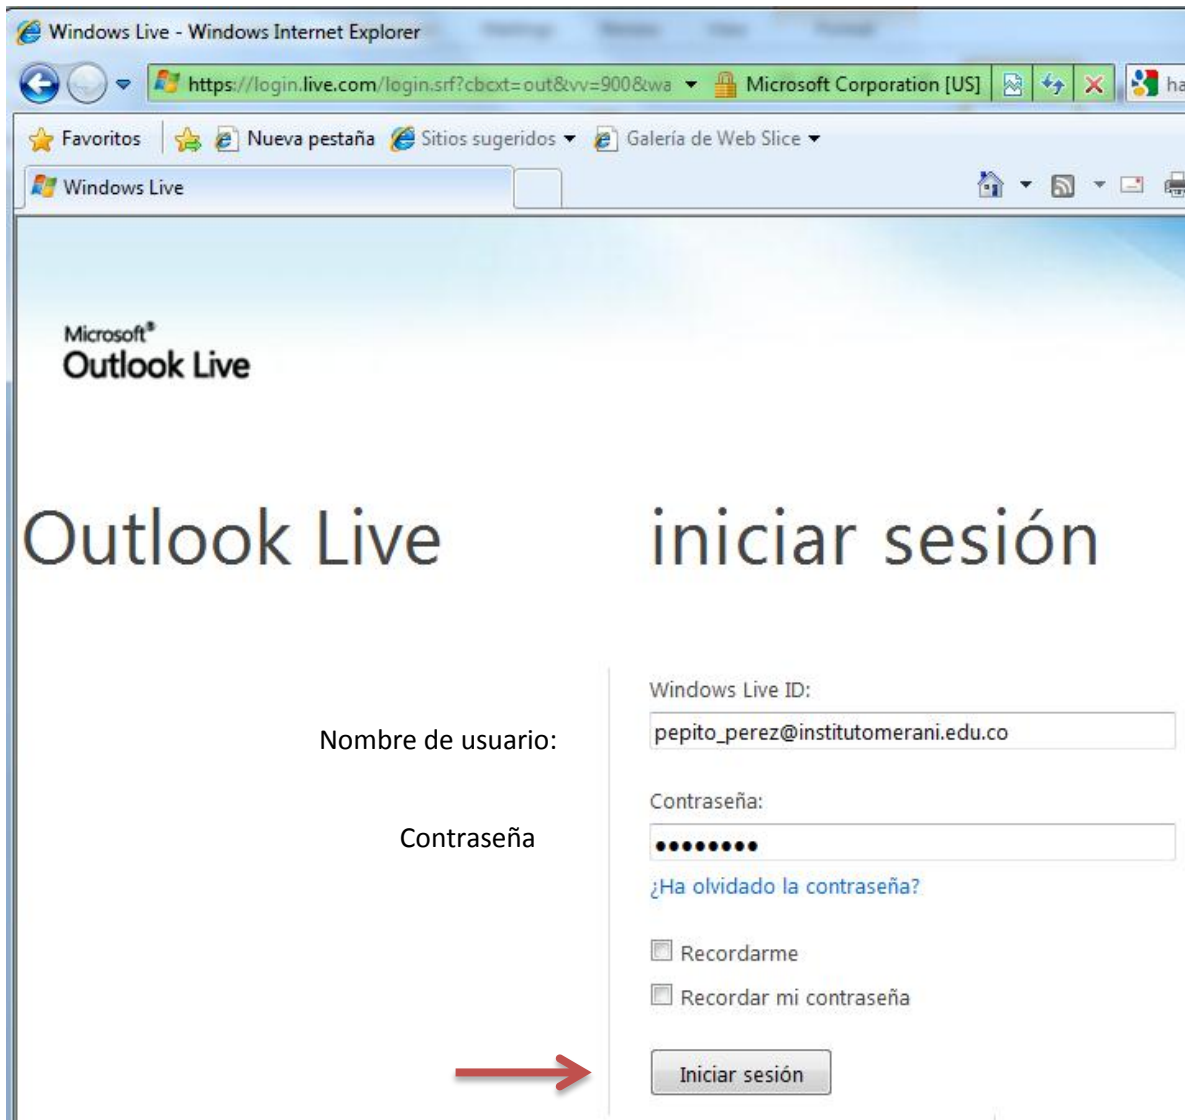 Windows Live - Windows Internet Explorer
https://login.live.com/login.srf?cbcxt=out&vv=900&wa Microsoft Corporation [US] ha
Favoritos Nueva pestaña Sitios sugeridos Galería de Web Slice
Windows Live
Microsoft®
Outlook Live
Outlook Live iniciar sesión
Windows Live ID:
Nombre de usuario: pepito_perez@institutomerani.edu.co
Contraseña:
Contraseña ●●●●●●●●
¿Ha olvidado la contraseña?
Recordarme
Recordar mi contraseña
Iniciar sesión